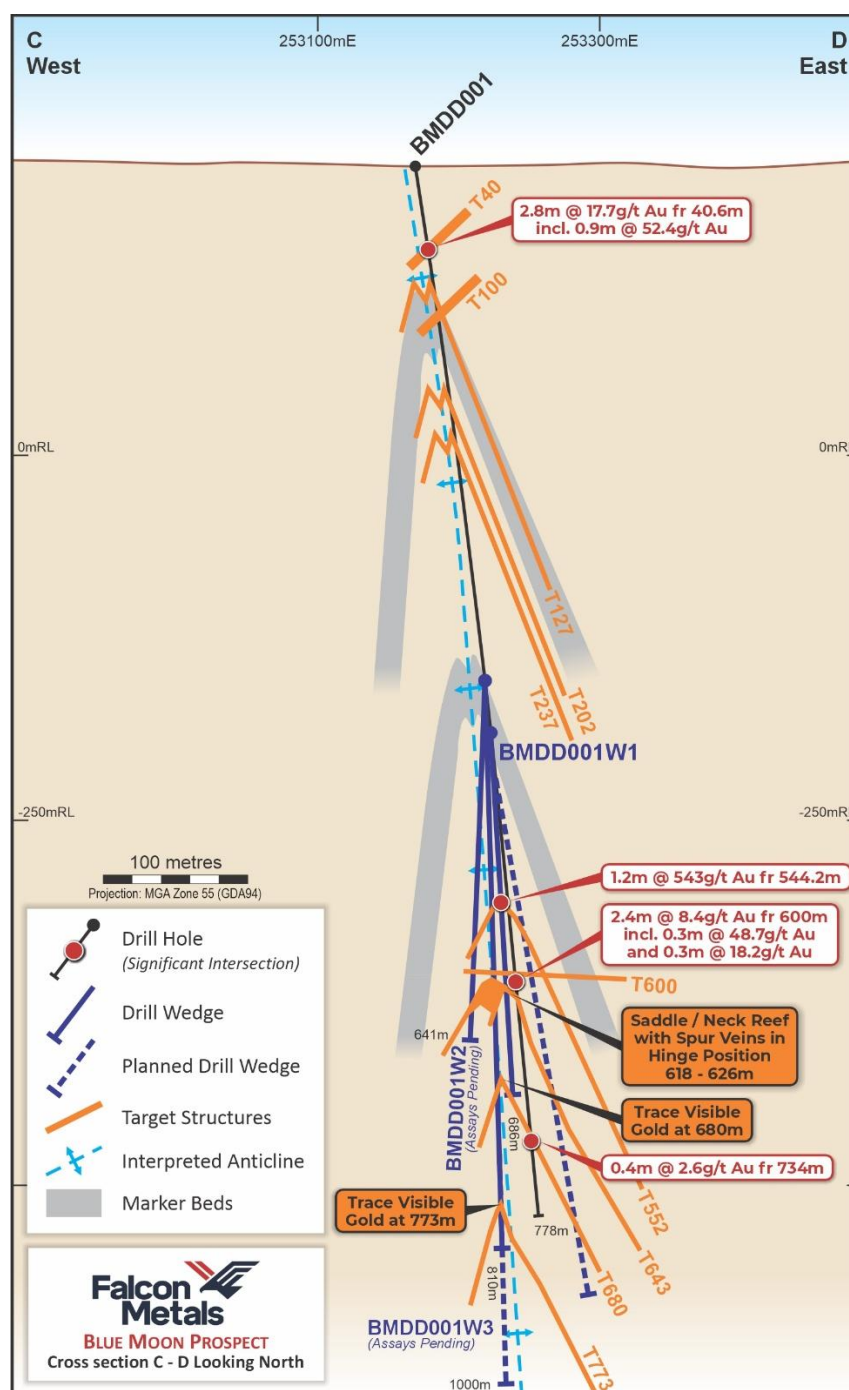 C
West
253100mE
253300mE
D
East
BMDD001
T40
2.8m @ 17.7g/t Au fr 40.6m
incl. 0.9m @ 52.4g/t Au
T100
0mRL
0mRL
T127
T202
T237
BMDD001W1
-250mRL
-250mRL
100 metres
Projection: MGA Zone 55 (GDA94)
1.2m @ 543g/t Au fr 544.2m
2.4m @ 8.4g/t Au fr 600m
incl. 0.3m @ 48.7g/t Au
and 0.3m @ 18.2g/t Au
T600
Saddle / Neck Reef
with Spur Veins in
Hinge Position
618 - 626m
641m
BMDD001W2
(Assays Pending)
Trace Visible
Gold at 680m
686m
0.4m @ 2.6g/t Au fr 734m
Trace Visible
Gold at 773m
778m
T552
T643
T680
810m
BMDD001W3
(Assays Pending)
T773
1000m
Drill Hole
(Significant Intersection)
Drill Wedge
Planned Drill Wedge
Target Structures
Interpreted Anticline
Marker Beds
Falcon
Metals
BLUE MOON PROSPECT
Cross section C - D Looking North